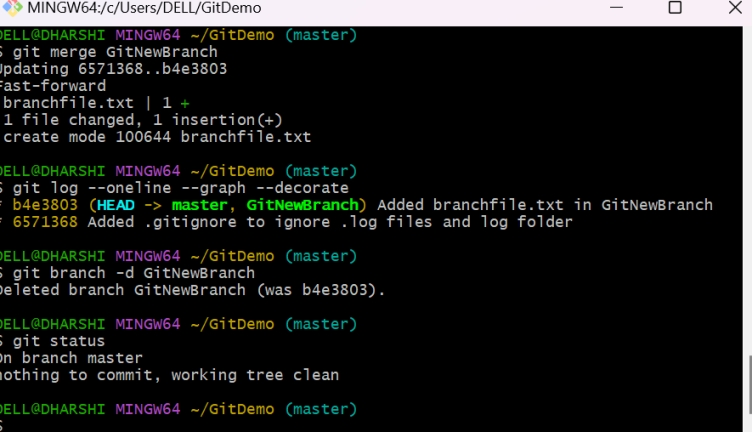 MINGW64:/c/Users/DELL/GitDemo
DELL@DHARSHI MINGW64 ~/GitDemo (master)
$ git merge GitNewBranch
Updating 6571368..b4e3803
Fast-forward
branchfile.txt | 1 +
1 file changed, 1 insertion(+)
create mode 100644 branchfile.txt
DELL@DHARSHI MINGW64 ~/GitDemo (master)
$ git log --oneline --graph --decorate
* b4e3803 (HEAD -> master, GitNewBranch) Added branchfile.txt in GitNewBranch
* 6571368 Added .gitignore to ignore .log files and log folder
DELL@DHARSHI MINGW64 ~/GitDemo (master)
$ git branch -d GitNewBranch
Deleted branch GitNewBranch (was b4e3803).
DELL@DHARSHI MINGW64 ~/GitDemo (master)
$ git status
On branch master
nothing to commit, working tree clean
DELL@DHARSHI MINGW64 ~/GitDemo (master)
$